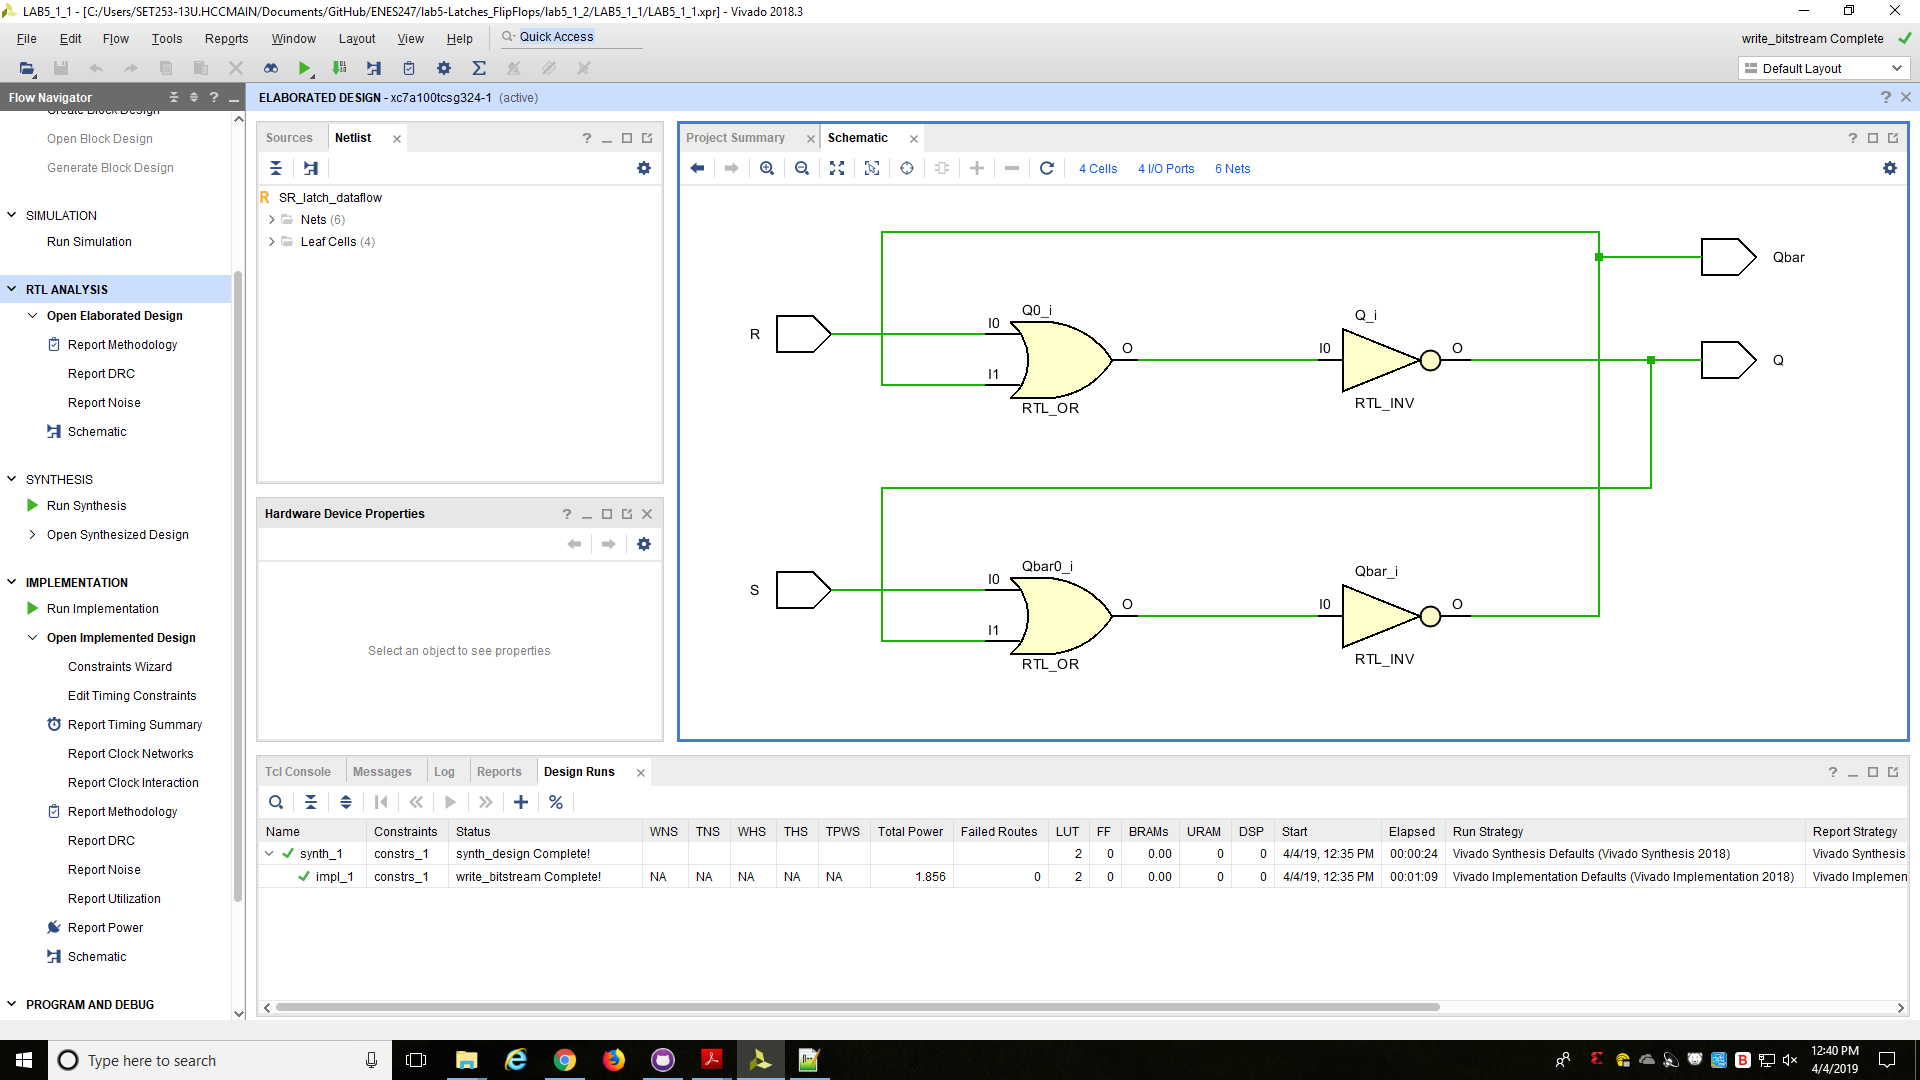 LAB5_1_1 - [C:/Users/SET253-13U.HCCMAIN/Documents/GitHub/ENES247/lab5-Latches_FlipFlops/lab5_1_2/LAB5_1_1/LAB5_1_1.xpr] - Vivado 2018.3
File Edit Flow Tools Reports Window Layout View Help Quick Access
write_bitstream Complete
Default Layout
Flow Navigator
ELABORATED DESIGN - xc7a100tcsg324-1 (active)
Create Block Design
Open Block Design
Generate Block Design
SIMULATION
Run Simulation
RTL ANALYSIS
Open Elaborated Design
Report Methodology
Report DRC
Report Noise
Schematic
SYNTHESIS
Run Synthesis
Open Synthesized Design
IMPLEMENTATION
Run Implementation
Open Implemented Design
Constraints Wizard
Edit Timing Constraints
Report Timing Summary
Report Clock Networks
Report Clock Interaction
Report Methodology
Report DRC
Report Noise
Report Utilization
Report Power
Schematic
PROGRAM AND DEBUG
Sources Netlist
SR_latch_dataflow
Nets (6)
Leaf Cells (4)
Hardware Device Properties
Select an object to see properties
Project Summary Schematic
4 Cells 4 I/O Ports 6 Nets
Qbar
Q0_i
Q_i
R
I0
O
I0
O
Q
I1
RTL_OR
RTL_INV
Qbar0_i
Qbar_i
S
I0
O
I0
O
I1
RTL_OR
RTL_INV
Tcl Console Messages Log Reports Design Runs
Name Constraints Status WNS TNS WHS THS TPWS Total Power Failed Routes LUT FF BRAMs URAM DSP Start Elapsed Run Strategy Report Strategy
synth_1 constrs_1 synth_design Complete! 2 0 0.00 0 0 4/4/19, 12:35 PM 00:00:24 Vivado Synthesis Defaults (Vivado Synthesis 2018) Vivado Synthesis
impl_1 constrs_1 write_bitstream Complete! NA NA NA NA NA 1.856 0 2 0 0.00 0 0 4/4/19, 12:35 PM 00:01:09 Vivado Implementation Defaults (Vivado Implementation 2018) Vivado Implemen
Type here to search
12:40 PM
4/4/2019